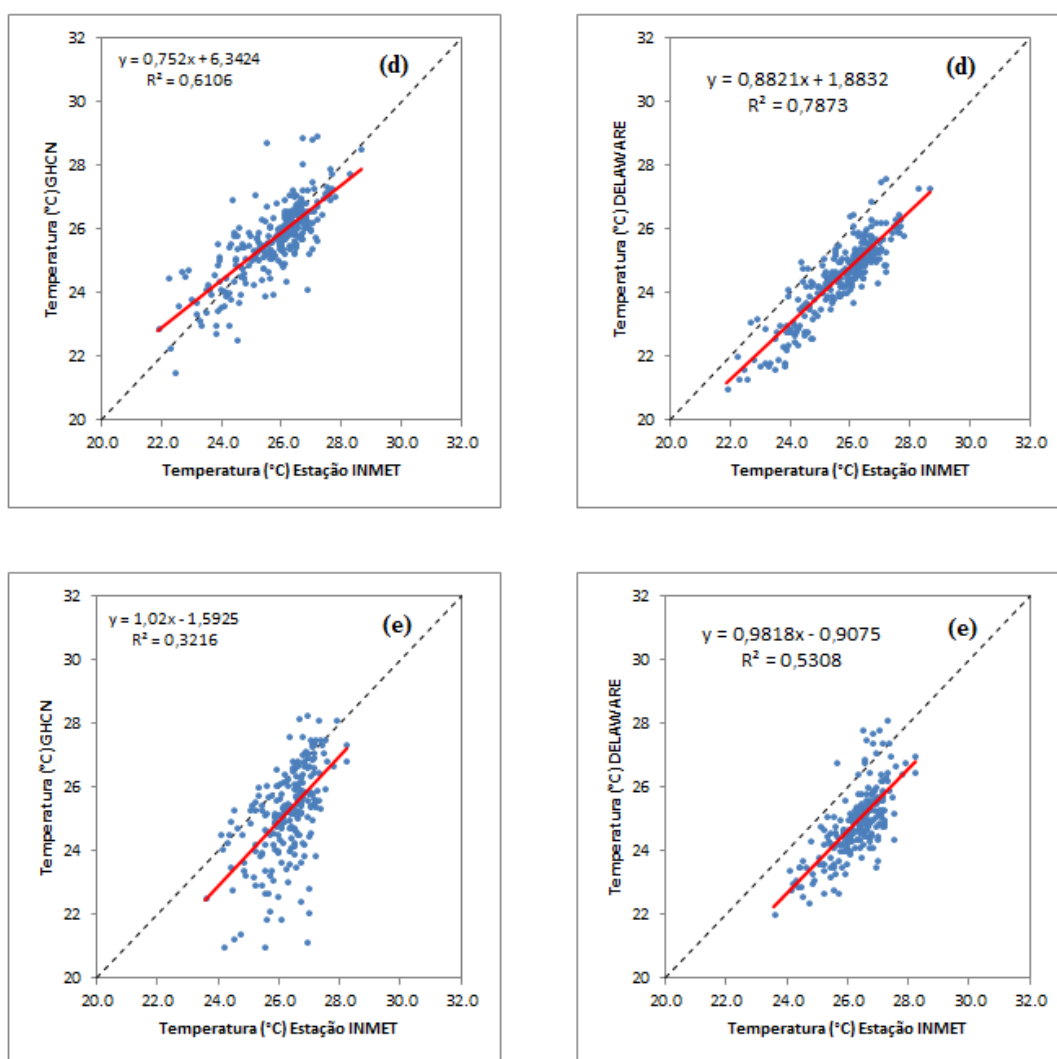 32
30
28
26
24
22
20
Temperatura (°C) GHCN
y = 0,752x + 6,3424
R² = 0,6106
(d)
20.0 22.0 24.0 26.0 28.0 30.0 32.0
Temperatura (°C) Estação INMET
32
30
28
26
24
22
20
Temperatura (°C) DELAWARE
y = 0,8821x + 1,8832
R² = 0,7873
(d)
20.0 22.0 24.0 26.0 28.0 30.0 32.0
Temperatura (°C) Estação INMET
32
30
28
26
24
22
20
Temperatura (°C) GHCN
y = 1,02x - 1,5925
R² = 0,3216
(e)
20.0 22.0 24.0 26.0 28.0 30.0 32.0
Temperatura (°C) Estação INMET
32
30
28
26
24
22
20
Temperatura (°C) DELAWARE
y = 0,9818x - 0,9075
R² = 0,5308
(e)
20.0 22.0 24.0 26.0 28.0 30.0 32.0
Temperatura (°C) Estação INMET